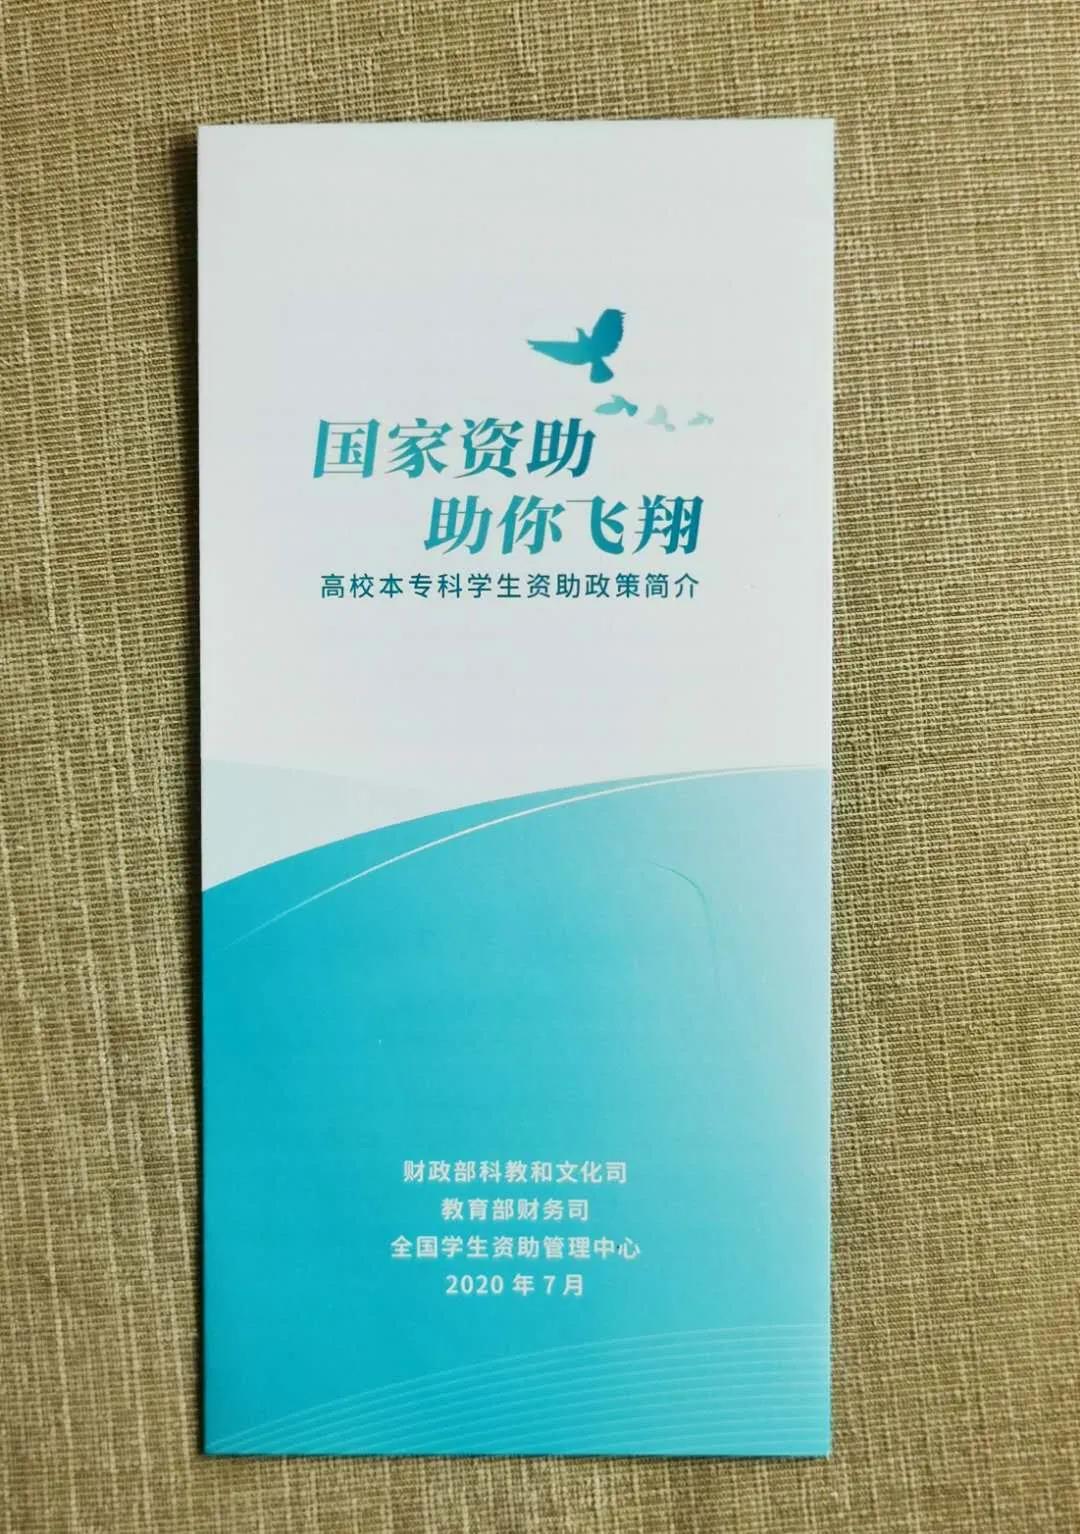 国家资助
助你飞翔
高校本专科学生资助政策简介
财政部科教和文化司
教育部财务司
全国学生资助管理中心
2020 年 7 月